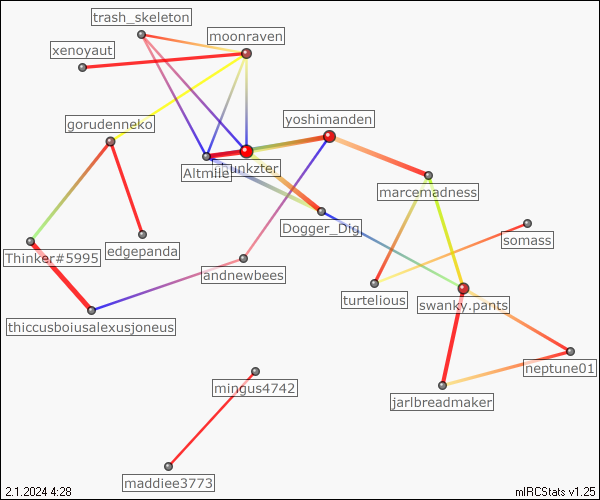 trash_skeleton
moonraven
xenoyaut
yoshimanden
gorudenneko
Altmile
unkzter
marcemadness
Dogger_Dig
somass
Thinker#5995
edgepanda
andnewbees
turtelious
swanky.pants
thiccusboiusalexusjoneus
neptune01
mingus4742
jarlbreadmaker
maddiee3773
2.1.2024 4:28
mIRCStats v1.25